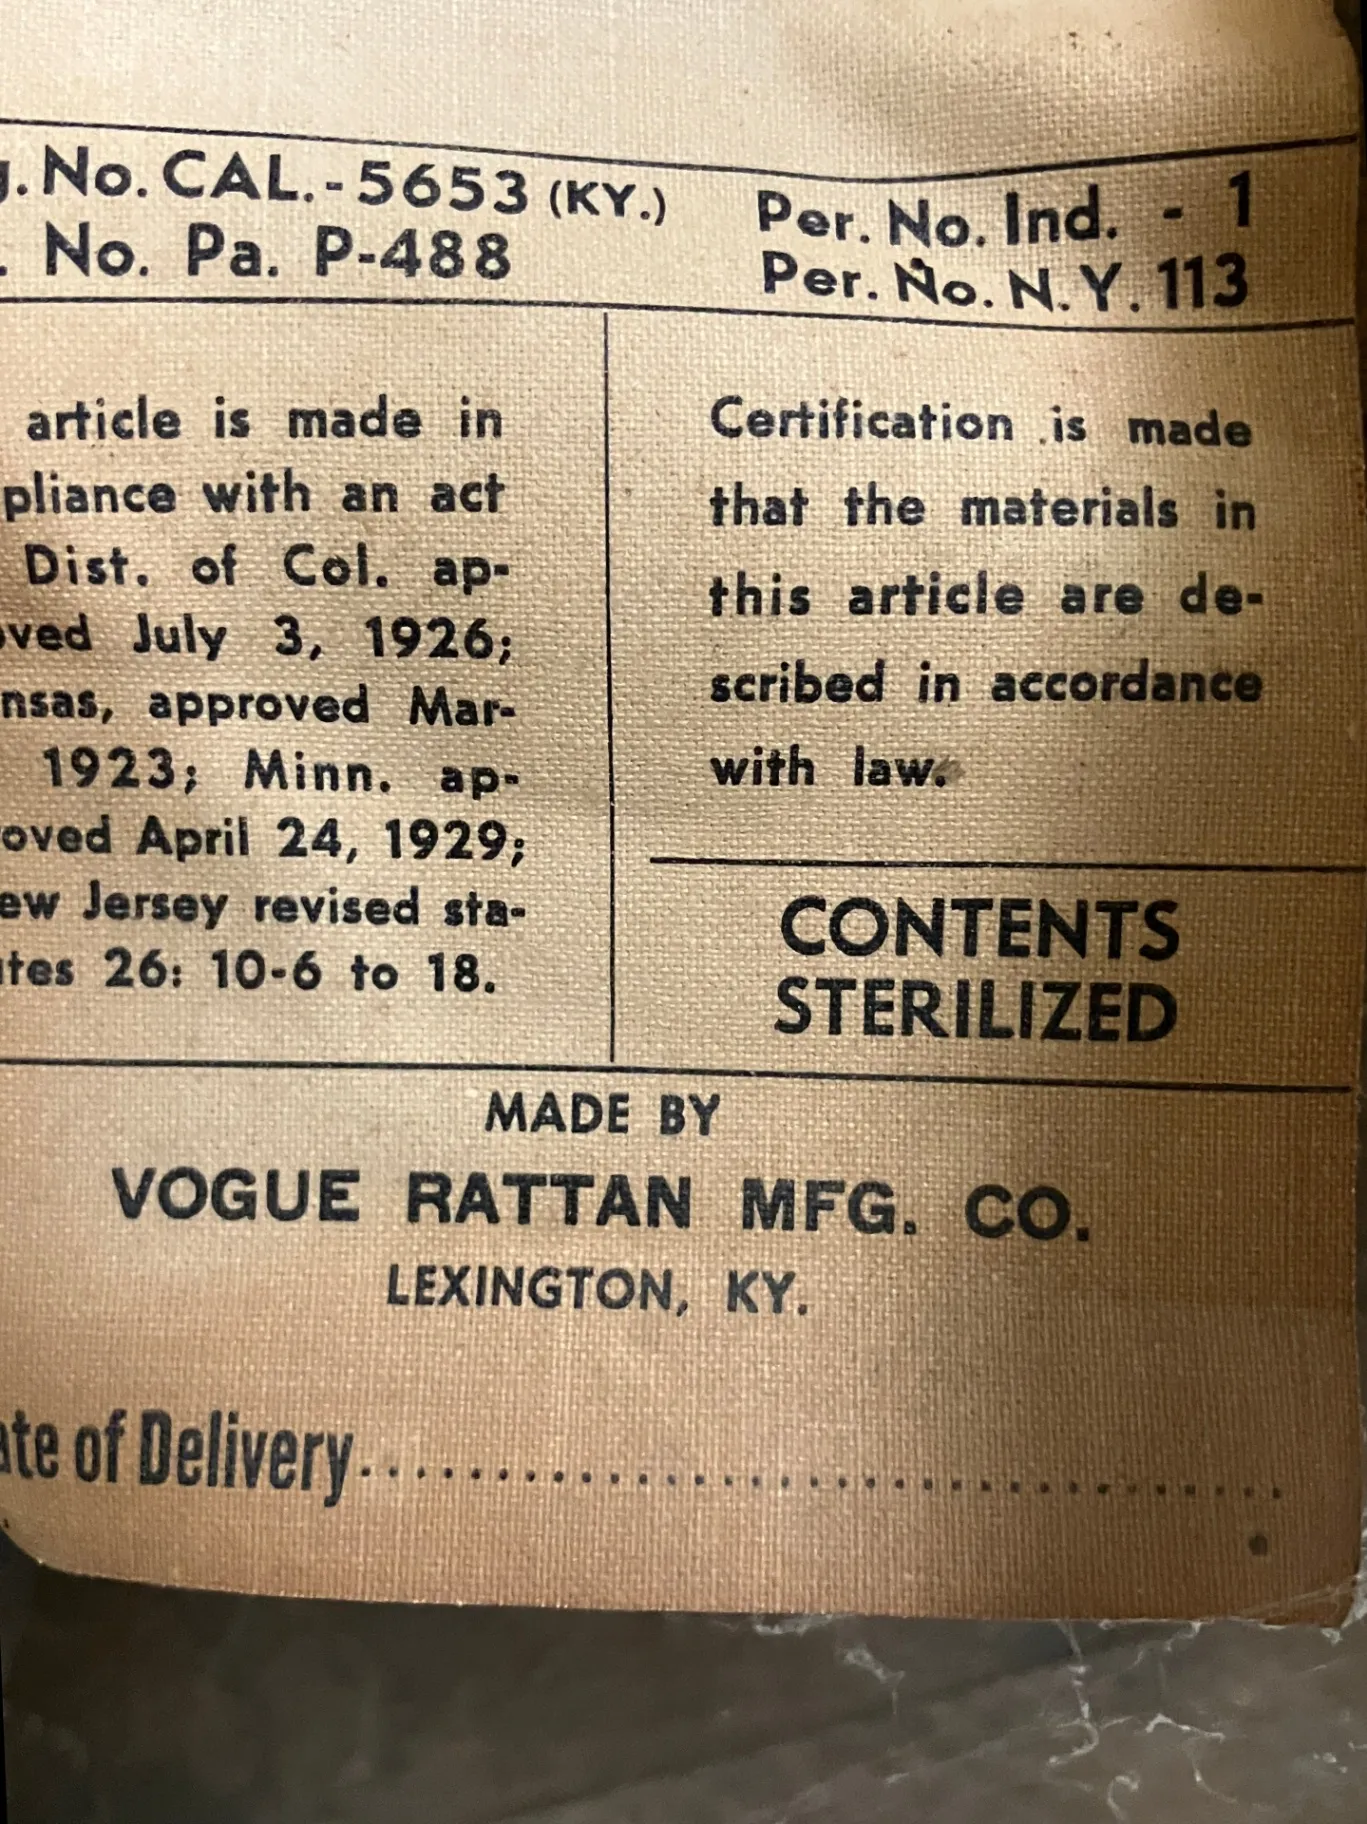 g. No. CAL.-5653 (KY.)
. No. Pa. P-488
Per. No. Ind. - 1
Per. No. N.Y. 113
article is made in
pliance with an act
Dist. of Col. ap-
oved July 3, 1926;
nsas, approved Mar-
1923; Minn. ap-
oved April 24, 1929;
ew Jersey revised sta-
tes 26: 10-6 to 18.
Certification is made
that the materials in
this article are de-
scribed in accordance
with law.
CONTENTS
STERILIZED
MADE BY
VOGUE RATTAN MFG. CO.
LEXINGTON, KY.
ate of Delivery